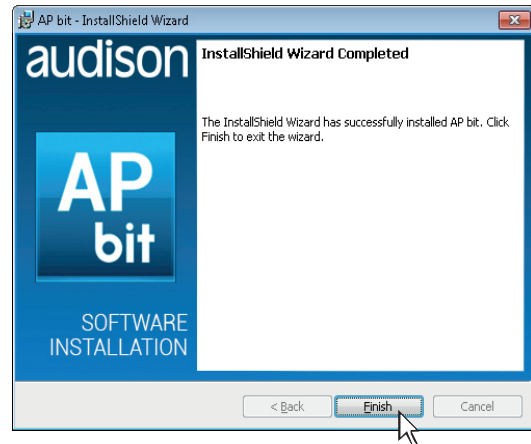 AP bit - InstallShield Wizard
audison
InstallShield Wizard Completed
The InstallShield Wizard has successfully installed AP bit. Click
Finish to exit the wizard.
AP
bit
SOFTWARE
INSTALLATION
< Back
Finish
Cancel